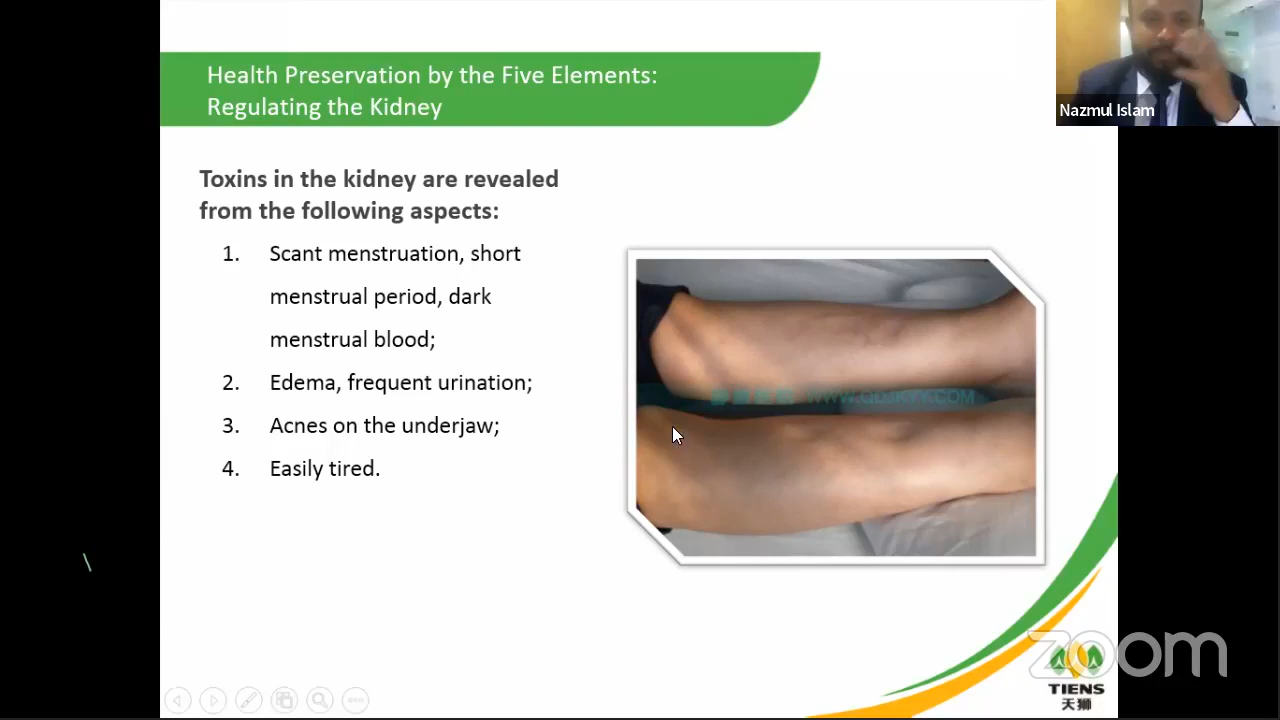 Health Preservation by the Five Elements:
Regulating the Kidney
Nazmul Islam
Toxins in the kidney are revealed
from the following aspects:
1. Scant menstruation, short
menstrual period, dark
menstrual blood;
2. Edema, frequent urination;
3. Acnes on the underjaw;
4. Easily tired.
zoom
TIENS
天狮